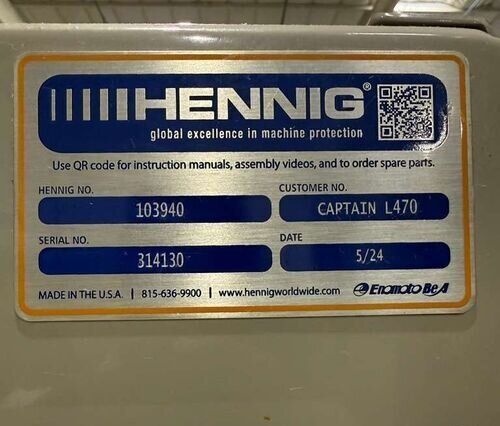 HENNIG®
global excellence in machine protection
Use QR code for instruction manuals, assembly videos, and to order spare parts.
HENNIG NO. CUSTOMER NO.
103940 CAPTAIN L470
SERIAL NO. DATE
314130 5/24
MADE IN THE U.S.A. | 815-636-9900 | www.hennigworldwide.com Enomoto BeA